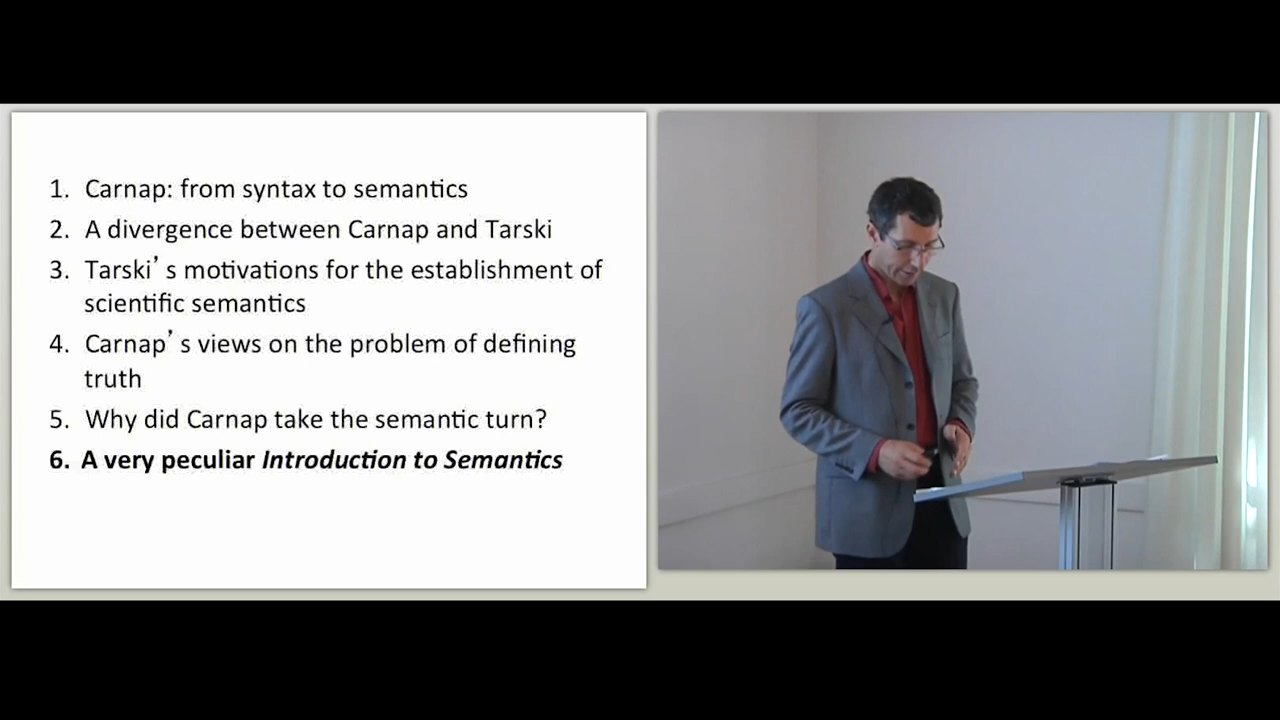 1. Carnap: from syntax to semantics
2. A divergence between Carnap and Tarski
3. Tarski's motivations for the establishment of
scientific semantics
4. Carnap's views on the problem of defining
truth
5. Why did Carnap take the semantic turn?
6. A very peculiar Introduction to Semantics